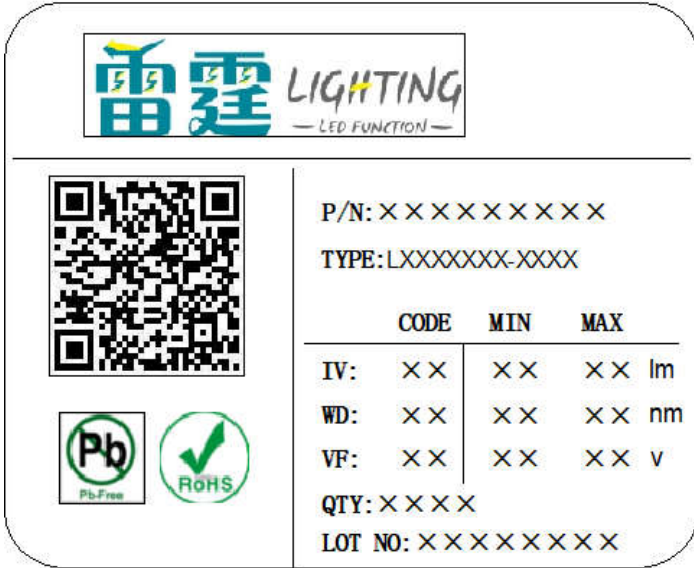 雷霆 LIGHTING
— LED FUNCTION —
P/N:×××××××××
TYPE:LXXXXXXX-XXXX
CODE MIN MAX
IV: ×× ×× ×× lm
WD: ×× ×× ×× nm
VF: ×× ×× ×× v
QTY:××××
LOT NO:××××××××
Pb
Pb-Free
RoHS